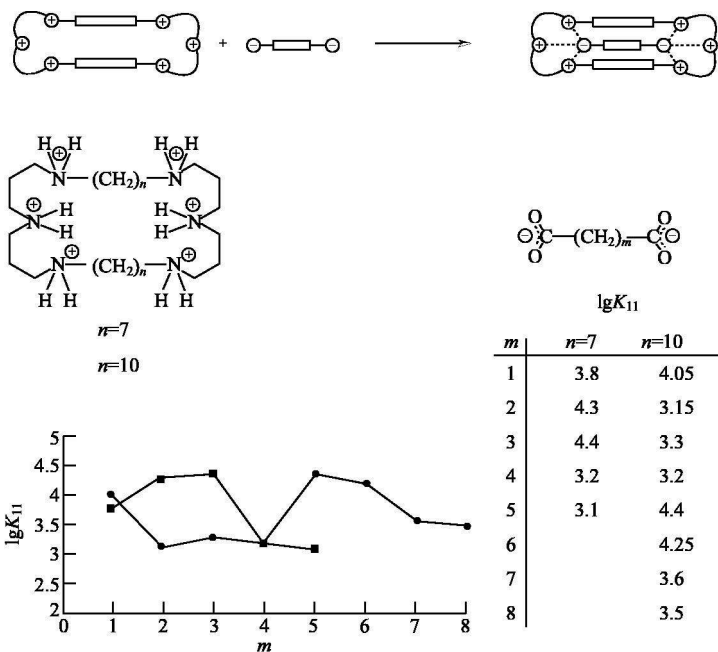 ⊕ ⊕ ⊕ ⊕ ⊕ ⊕ + ⊖ ⊖ ⊕ ⊕ ⊕ ⊖ ⊖ ⊕ ⊕ ⊕
H H H H
⊕ ⊕
N (CH₂)ₙ N
⊕ H H ⊕
N N
H H
⊕ ⊕
N (CH₂)ₙ N
H H H H
n=7
n=10
O O
⊖ C (CH₂)ₘ C ⊖
O O
lgK₁₁
m n=7 n=10
1 3.8 4.05
2 4.3 3.15
3 4.4 3.3
4 3.2 3.2
5 3.1 4.4
6 4.25
7 3.6
8 3.5
lgK₁₁
5
4.5
4
3.5
3
2.5
2
0 1 2 3 4 5 6 7 8
m